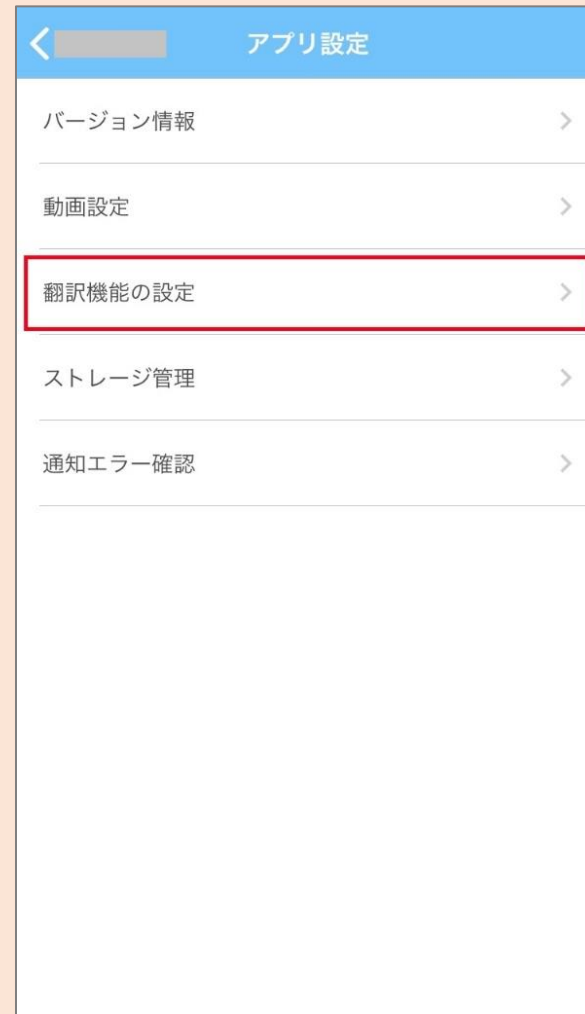 アプリ設定
バージョン情報
動画設定
翻訳機能の設定
ストレージ管理
通知エラー確認